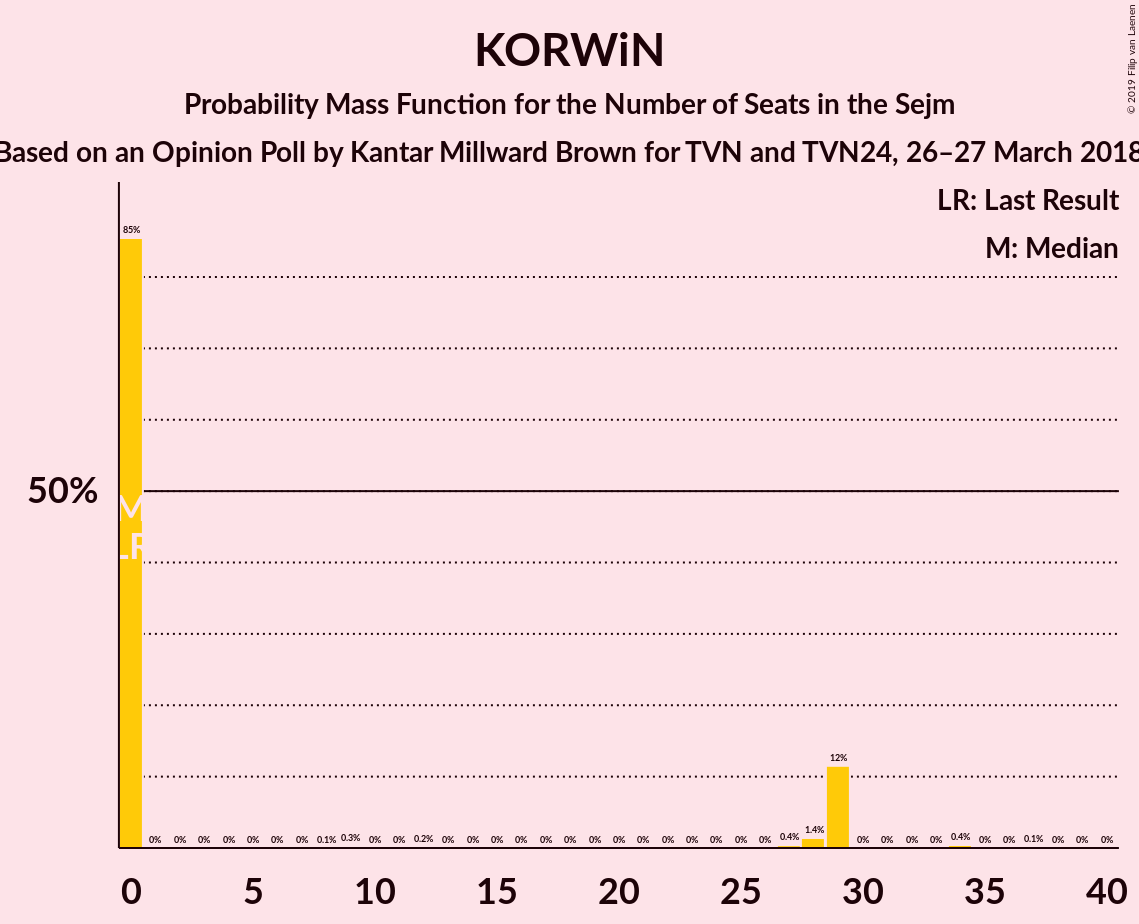 KORWiN
Probability Mass Function for the Number of Seats in the Sejm
Based on an Opinion Poll by Kantar Millward Brown for TVN and TVN24, 26–27 March 2018
© 2019 Filip van Laenen
LR: Last Result
M: Median
50%
M
LR
85% 0% 0% 0% 0% 0% 0% 0% 0.1% 0.3% 0% 0% 0.2% 0% 0% 0% 0% 0% 0% 0% 0% 0% 0% 0% 0% 0% 0% 0.4% 1.4% 12% 0% 0% 0% 0% 0.4% 0% 0% 0.1% 0% 0% 0%
0 5 10 15 20 25 30 35 40